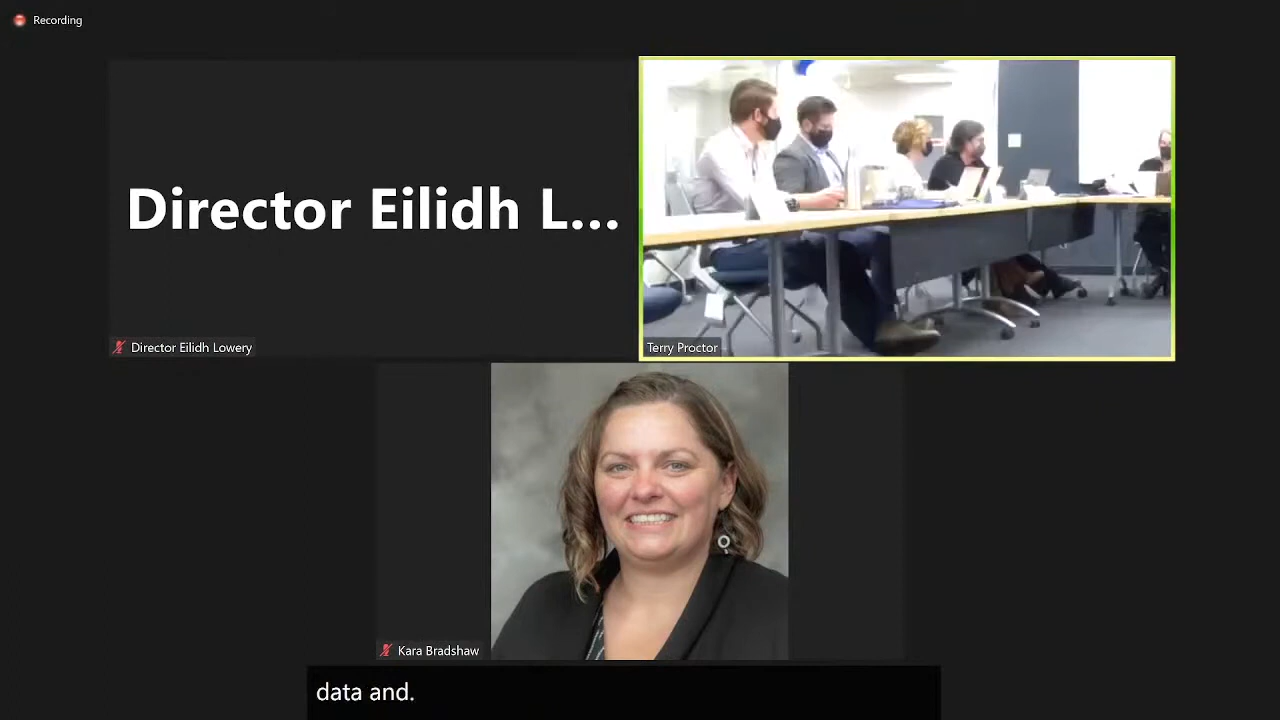 Recording
Director Eilidh L...
Director Eilidh Lowery
Terry Proctor
Kara Bradshaw
data and.